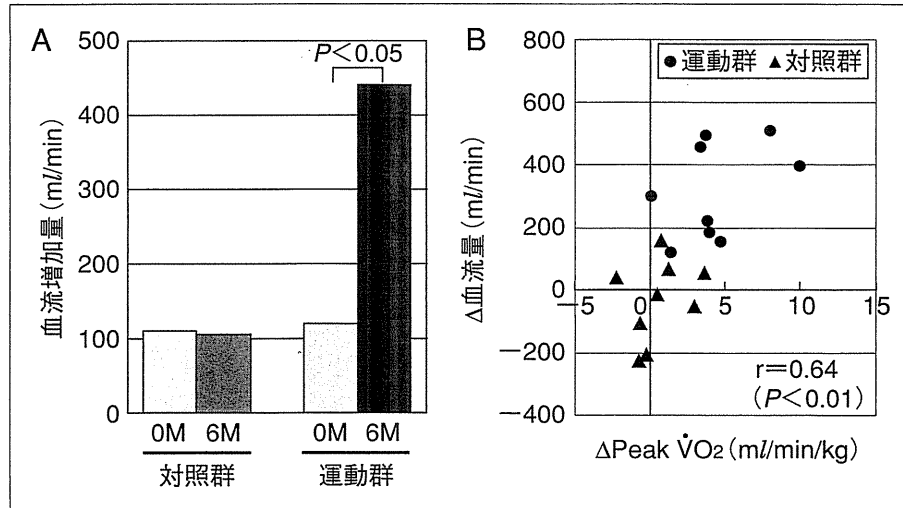 A
血流増加量(ml/min)
500
400
300
200
100
0
P<0.05
0M 6M 0M 6M
対照群 運動群
B
Δ血流量(ml/min)
800
600
400
200
0
−200
−400
●運動群 ▲対照群
−5 0 5 10 15
r=0.64
(P<0.01)
ΔPeak V̇O₂(ml/min/kg)